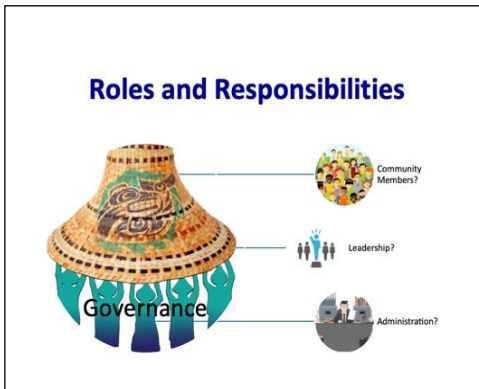 Roles and Responsibilities
Community
Members?
Leadership?
Governance
Administration?